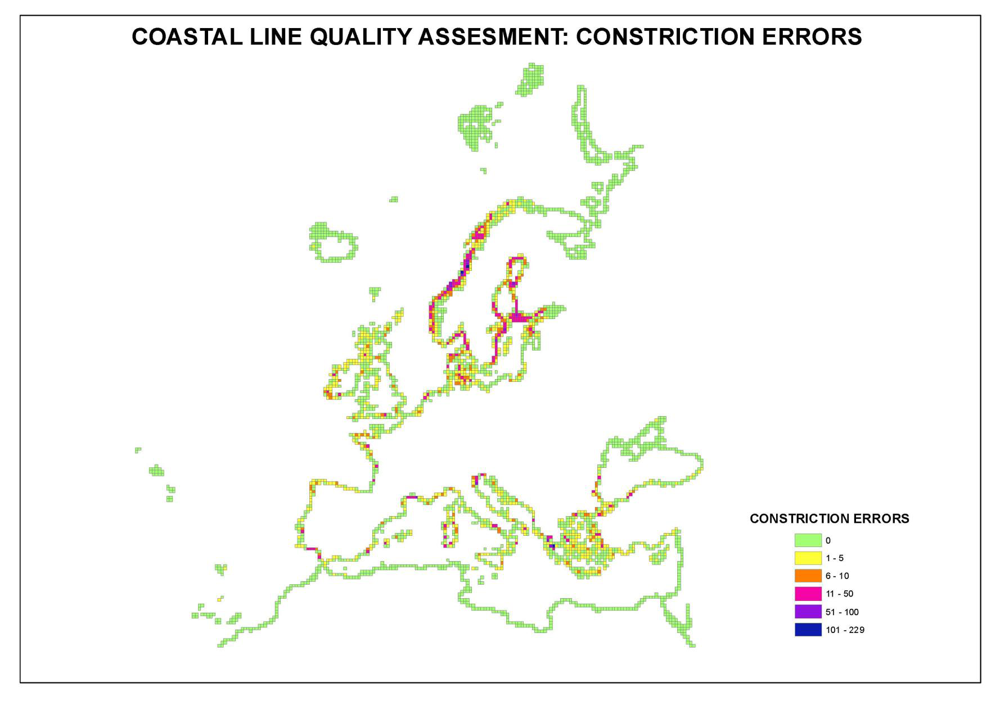 COASTAL LINE QUALITY ASSESMENT: CONSTRICTION ERRORS
CONSTRICTION ERRORS
0
1 - 5
6 - 10
11 - 50
51 - 100
101 - 229